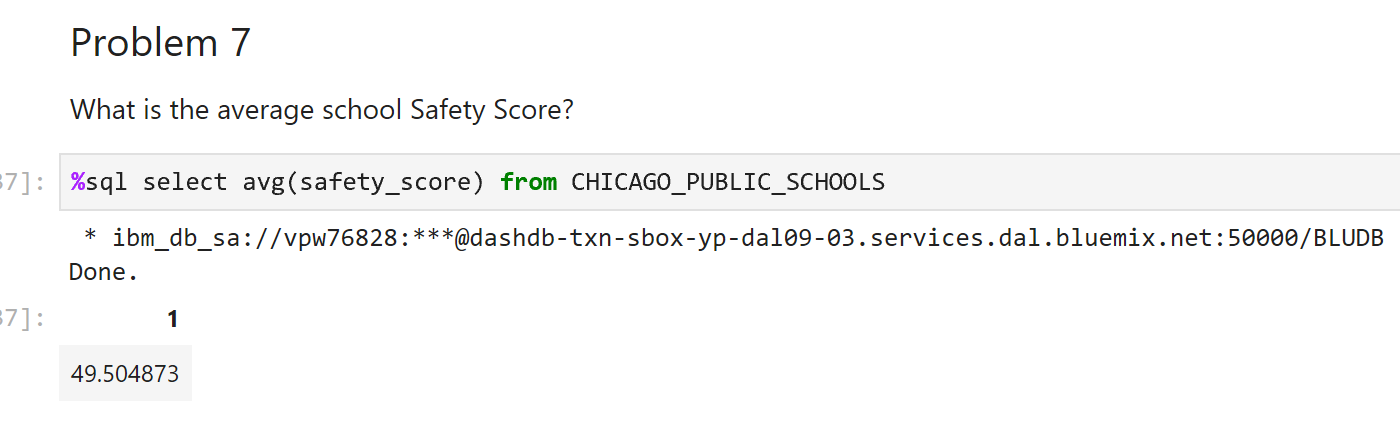 Problem 7
What is the average school Safety Score?
37]: %sql select avg(safety_score) from CHICAGO_PUBLIC_SCHOOLS
* ibm_db_sa://vpw76828:***@dashdb-txn-sbox-yp-dal09-03.services.dal.bluemix.net:50000/BLUDB
Done.
37]: 1
49.504873